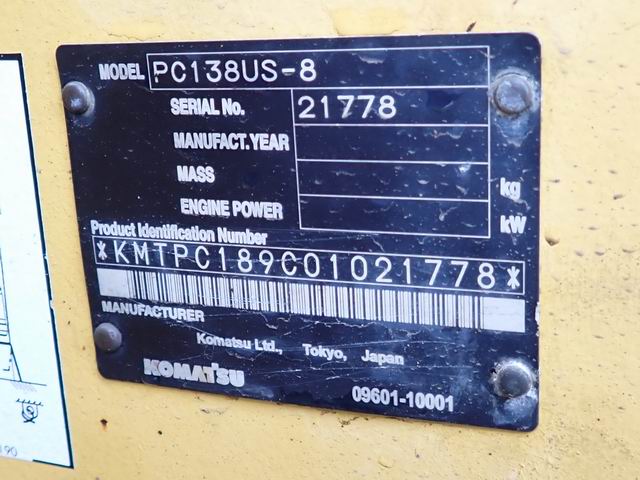 MODEL PC138US-8
SERIAL No. 21778
MANUFACT. YEAR
MASS kg
ENGINE POWER kW
Product Identification Number
*KMTPC189C01021778*
MANUFACTURER
Komatsu Ltd., Tokyo, Japan
KOMATSU
09601-10001